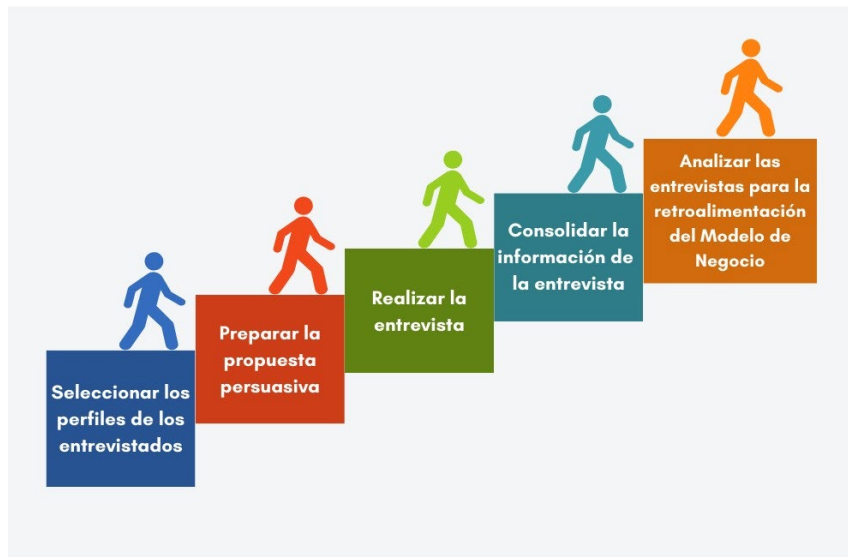 Seleccionar los
perfiles de los
entrevistados
Preparar la
propuesta
persuasiva
Realizar la
entrevista
Consolidar la
información de
la entrevista
Analizar las
entrevistas para la
retroalimentación
del Modelo de
Negocio